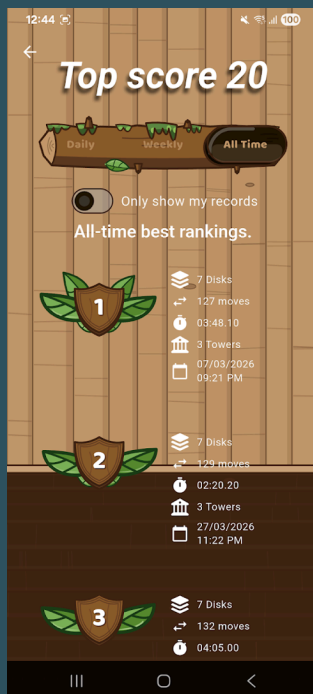 12:44
100
Top score 20
Daily Weekly All Time
Only show my records
All-time best rankings.
1
7 Disks
127 moves
03:48.10
3 Towers
07/03/2026
09:21 PM
2
7 Disks
129 moves
02:20.20
3 Towers
27/03/2026
11:22 PM
3
7 Disks
132 moves
04:05.00